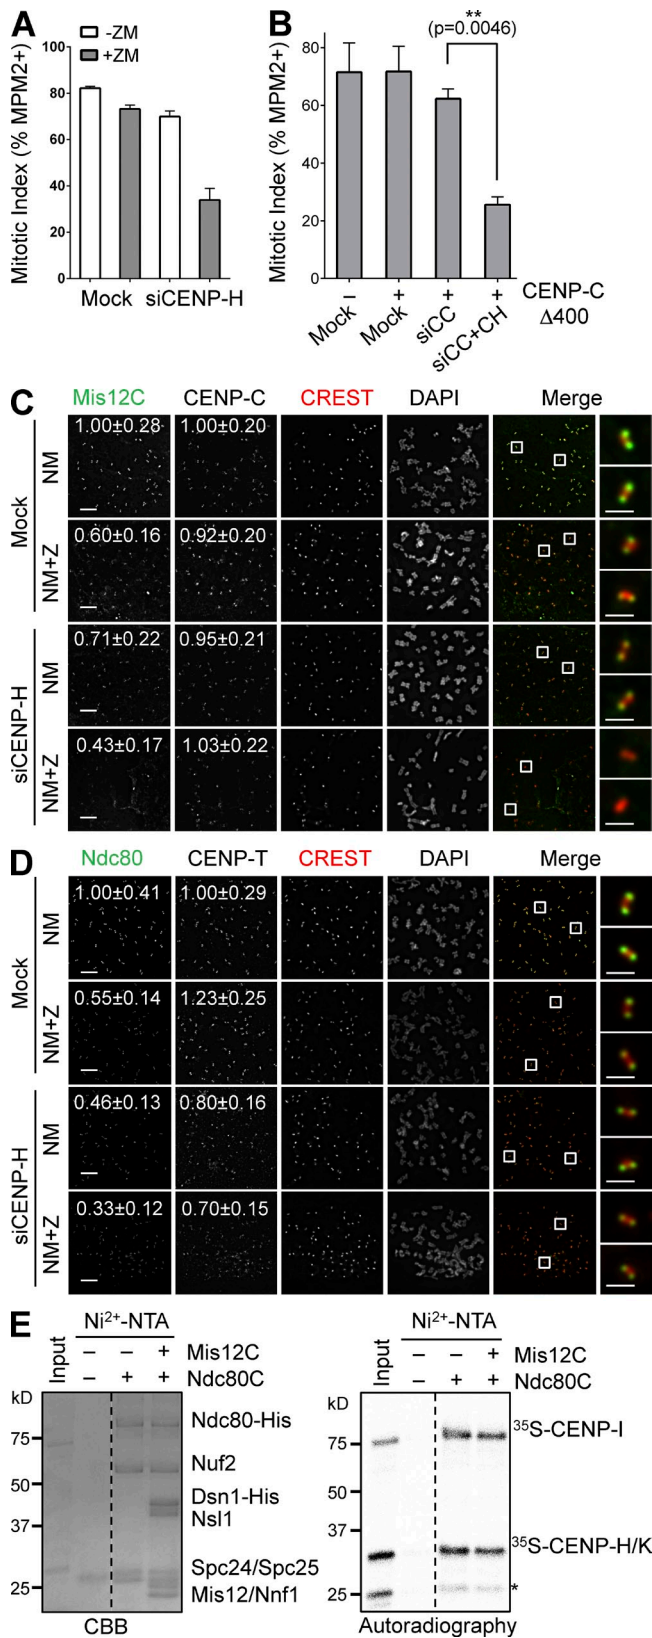 A
-ZM
+ZM
Mitotic Index (% MPM2+)
100
80
60
40
20
0
Mock siCENP-H
B
**
(p=0.0046)
Mitotic Index (% MPM2+)
80
60
40
20
0
– + + + CENP-C
Δ400
Mock Mock siCC siCC+CH
C
Mis12C CENP-C CREST DAPI Merge
Mock
NM
1.00±0.28 1.00±0.20
NM+Z
0.60±0.16 0.92±0.20
siCENP-H
NM
0.71±0.22 0.95±0.21
NM+Z
0.43±0.17 1.03±0.22
D
Ndc80 CENP-T CREST DAPI Merge
Mock
NM
1.00±0.41 1.00±0.29
NM+Z
0.55±0.14 1.23±0.25
siCENP-H
NM
0.46±0.13 0.80±0.16
NM+Z
0.33±0.12 0.70±0.15
E
Input
Ni²⁺-NTA
– – + Mis12C
– + + Ndc80C
kD
75
50
37
25
Ndc80-His
Nuf2
Dsn1-His
Nsl1
Spc24/Spc25
Mis12/Nnf1
CBB
Input
Ni²⁺-NTA
– – + Mis12C
– + + Ndc80C
kD
75
50
37
25
³⁵S-CENP-I
³⁵S-CENP-H/K
*
Autoradiography